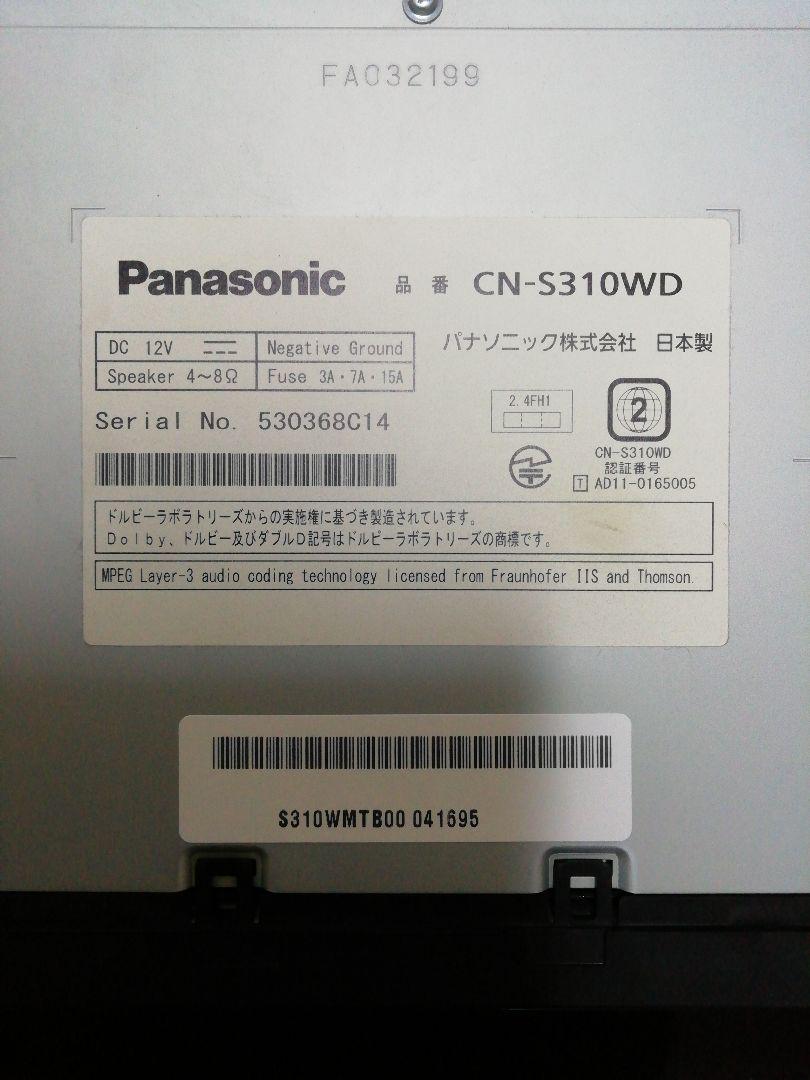 FA032199
Panasonic 品番 CN-S310WD
DC 12V Negative Ground
Speaker 4～8Ω Fuse 3A・7A・15A
パナソニック株式会社 日本製
Serial No. 530368C14
2.4FH1
2
CN-S310WD
認証番号
T AD11-0165005
ドルビーラボラトリーズからの実施権に基づき製造されています。
Dolby、ドルビー及びダブルD記号はドルビーラボラトリーズの商標です。
MPEG Layer-3 audio coding technology licensed from Fraunhofer IIS and Thomson.
S310WMTB00 041695